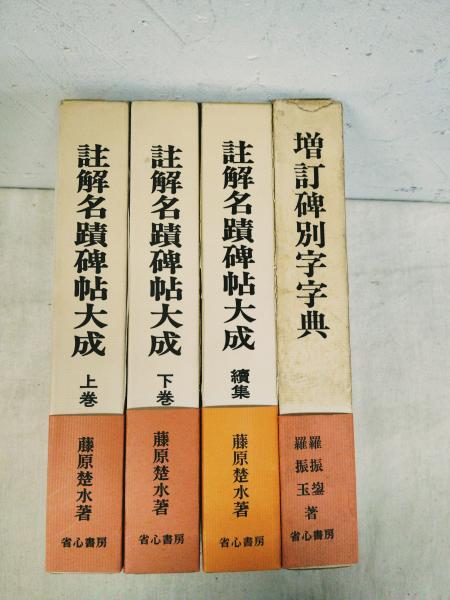 註解名蹟碑帖大成 上巻
藤原楚水著
省心書房
註解名蹟碑帖大成 下巻
藤原楚水著
省心書房
註解名蹟碑帖大成 續集
藤原楚水著
省心書房
増訂碑別字字典
羅振鋆
羅振玉
著
省心書房